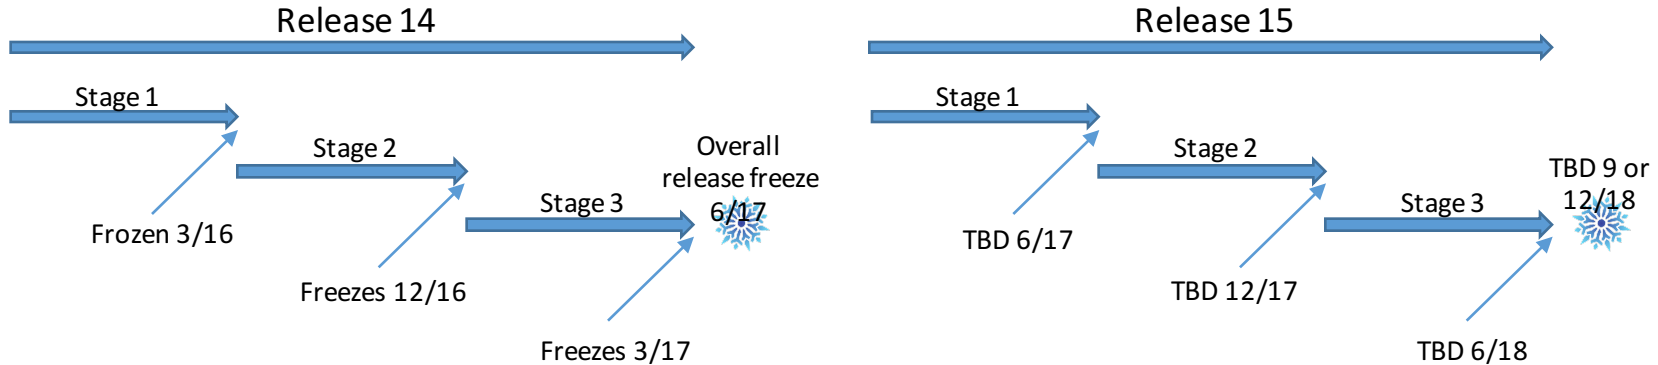 Release 14
Stage 1
Stage 2
Stage 3
Frozen 3/16
Freezes 12/16
Freezes 3/17
Overall
release freeze
6/17
Release 15
Stage 1
Stage 2
Stage 3
TBD 6/17
TBD 12/17
TBD 6/18
TBD 9 or
12/18